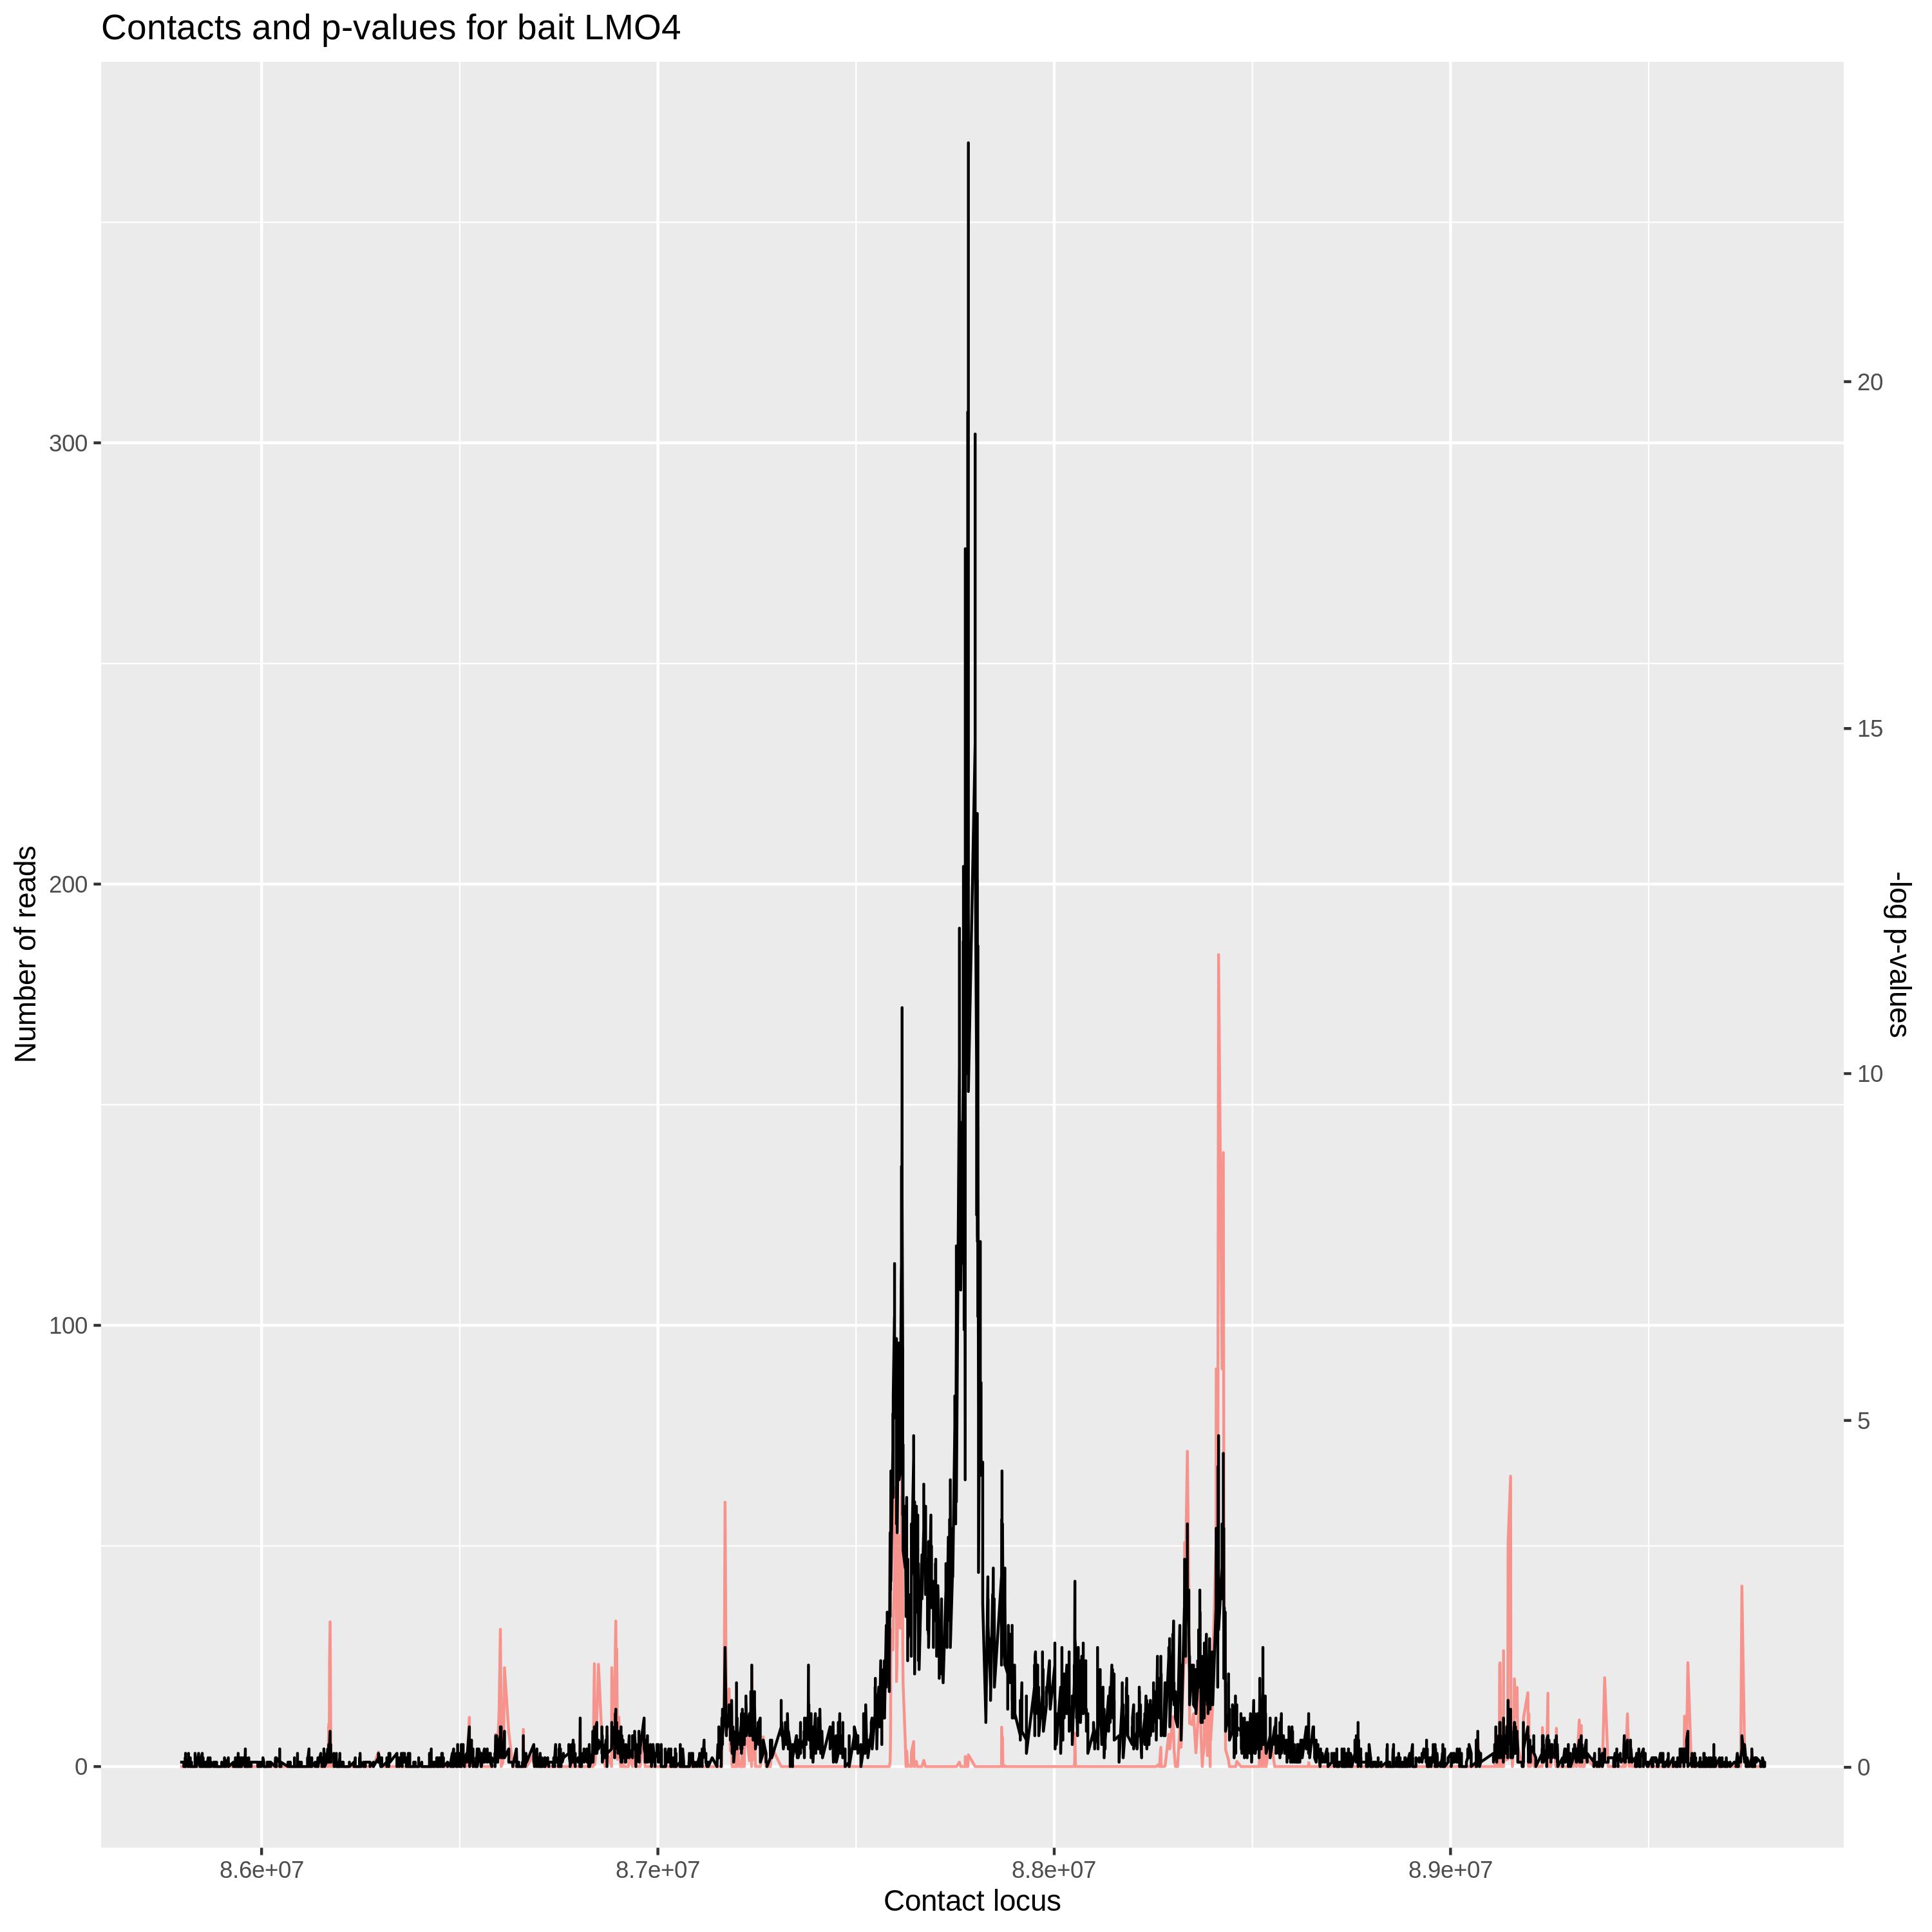 Contacts and p-values for bait LMO4
Number of reads
300
200
100
0
20
15
10
5
0
-log p-values
8.6e+07 8.7e+07 8.8e+07 8.9e+07
Contact locus